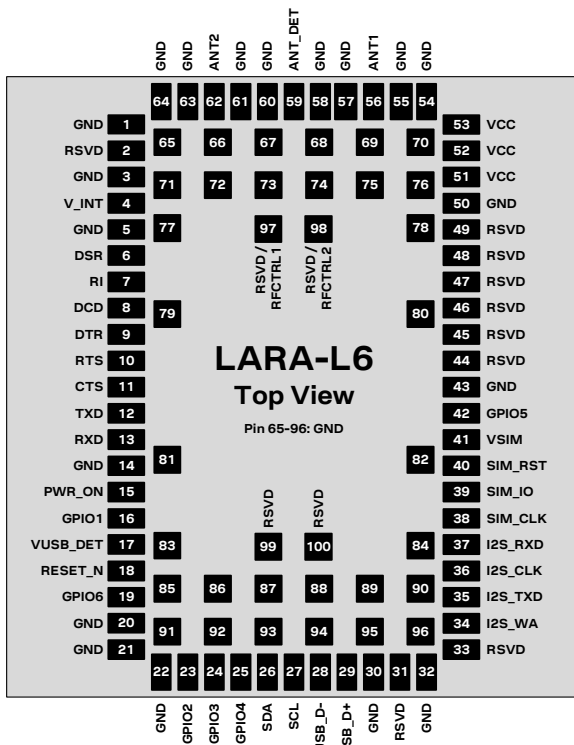 GND GND ANT2 GND GND ANT_DET GND GND ANT1 GND GND
64 63 62 61 60 59 58 57 56 55 54
GND 1
RSVD 2
GND 3
V_INT 4
GND 5
DSR 6
RI 7
DCD 8
DTR 9
RTS 10
CTS 11
TXD 12
RXD 13
GND 14
PWR_ON 15
GPIO1 16
VUSB_DET 17
RESET_N 18
GPIO6 19
GND 20
GND 21
65 66 67 68 69 70
71 72 73 74 75 76
77 97 98 78
RSVD / RFCTRL1
RSVD / RFCTRL2
79 80
LARA-L6
Top View
Pin 65-96: GND
81 82
RSVD RSVD
83 99 100 84
85 86 87 88 89 90
91 92 93 94 95 96
53 VCC
52 VCC
51 VCC
50 GND
49 RSVD
48 RSVD
47 RSVD
46 RSVD
45 RSVD
44 RSVD
43 GND
42 GPIO5
41 VSIM
40 SIM_RST
39 SIM_IO
38 SIM_CLK
37 I2S_RXD
36 I2S_CLK
35 I2S_TXD
34 I2S_WA
33 RSVD
22 23 24 25 26 27 28 29 30 31 32
GND GPIO2 GPIO3 GPIO4 SDA SCL USB_D- SB_D+ GND RSVD GND